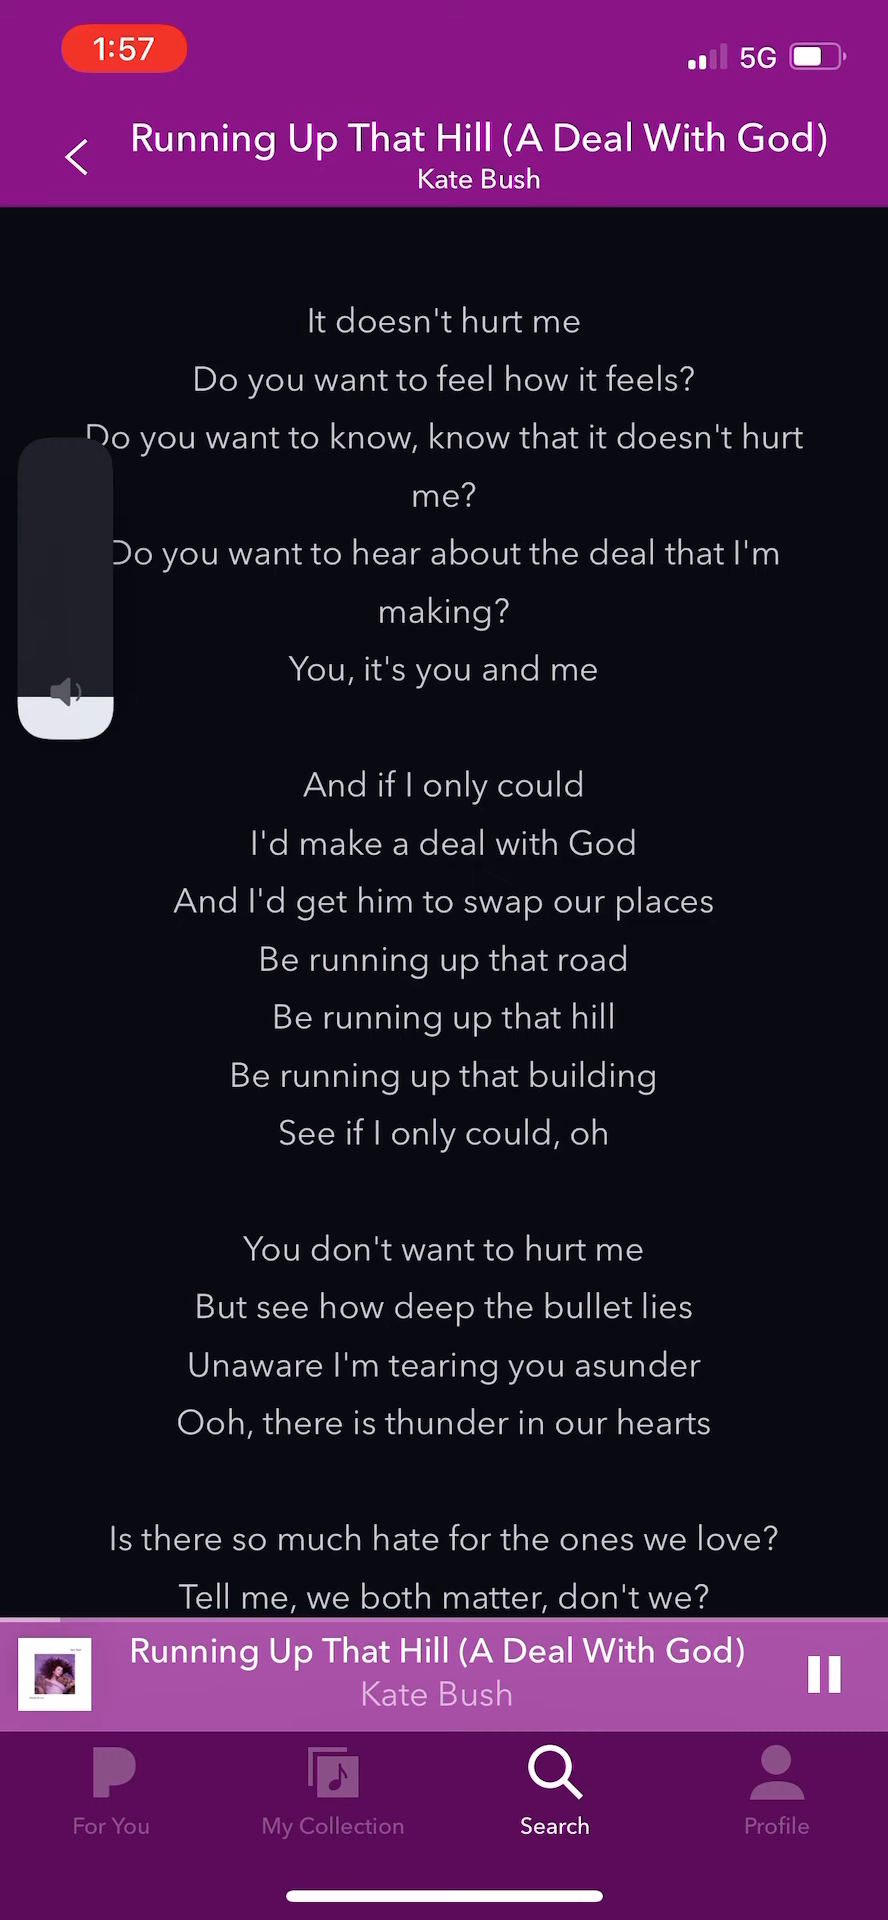 1:57
5G
Running Up That Hill (A Deal With God)
Kate Bush
It doesn't hurt me
Do you want to feel how it feels?
Do you want to know, know that it doesn't hurt
me?
Do you want to hear about the deal that I'm
making?
You, it's you and me
And if I only could
I'd make a deal with God
And I'd get him to swap our places
Be running up that road
Be running up that hill
Be running up that building
See if I only could, oh
You don't want to hurt me
But see how deep the bullet lies
Unaware I'm tearing you asunder
Ooh, there is thunder in our hearts
Is there so much hate for the ones we love?
Tell me, we both matter, don't we?
Running Up That Hill (A Deal With God)
Kate Bush
For You
My Collection
Search
Profile